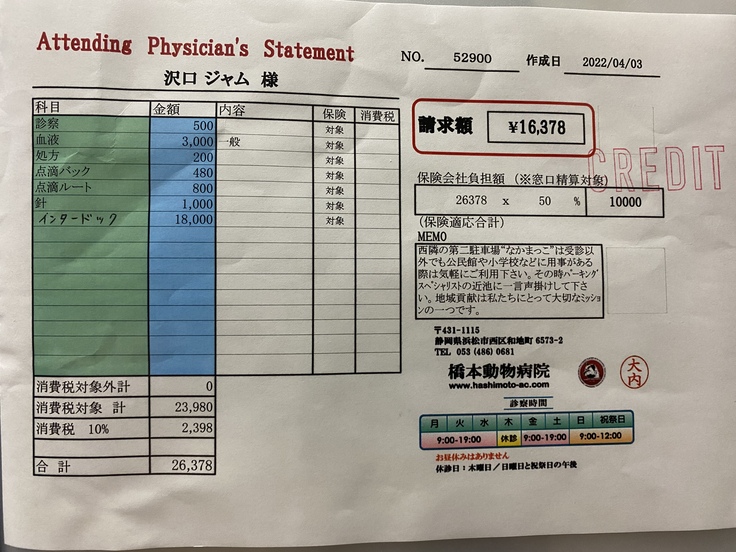 Attending Physician's Statement
NO. 52900 作成日 2022/04/03
沢口 ジャム 様
科目 金額 内容 保険 消費税
診察 500 対象
血液 3,000 一般 対象
処方 200 対象
点滴パック 480 対象
点滴ルート 800 対象
針 1,000 対象
インタードック 18,000 対象
消費税対象外計 0
消費税対象 計 23,980
消費税 10% 2,398
合 計 26,378
請求額 ¥16,378
CREDIT
保険会社負担額 (※窓口精算対象)
26378 x 50 % 10000
(保険適応合計)
MEMO
西隣の第二駐車場“なかまっこ”は受診以
外でも公民館や小学校などに用事がある
際は気軽にご利用下さい。その時パーキング
スペシャリストの近池に一言声掛けして下さ
い。地域貢献は私たちにとって大切なミッショ
ンの一つです。
〒431-1115
静岡県浜松市西区和地町 6573-2
TEL 053 (486) 0681
橋本動物病院
www.hashimoto-ac.com
大内
診察時間
月 火 水 木 金 土 日 祝祭日
9:00-19:00 休診 9:00-19:00 9:00-12:00
お昼休みはありません
休診日：木曜日／日曜日と祝祭日の午後